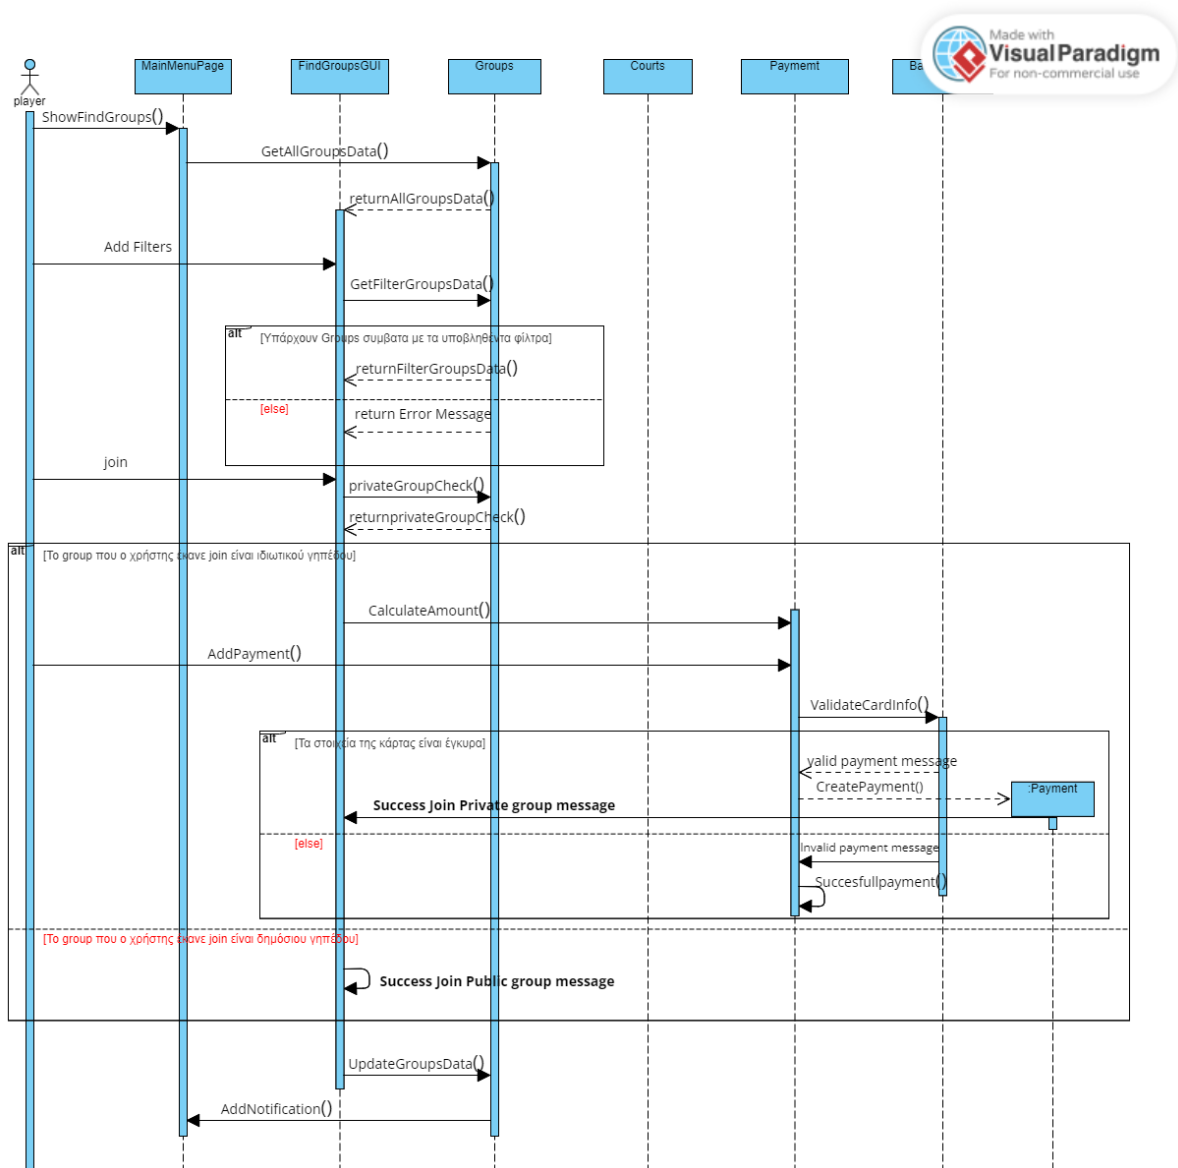 Made with
Visual Paradigm
For non-commercial use
player
MainMenuPage
FindGroupsGUI
Groups
Courts
Paymemt
ShowFindGroups()
GetAllGroupsData()
returnAllGroupsData()
Add Filters
GetFilterGroupsData()
alt
[Υπάρχουν Groups συμβατα με τα υποβληθέντα φίλτρα]
returnFilterGroupsData()
[else]
return Error Message
join
privateGroupCheck()
returnprivateGroupCheck()
alt
[Το group που ο χρήστης έκανε join είναι ιδιωτικού γηπέδου]
CalculateAmount()
AddPayment()
ValidateCardInfo()
alt
[Τα στοιχεία της κάρτας είναι έγκυρα]
valid payment message
CreatePayment()
:Payment
Success Join Private group message
[else]
Invalid payment message
Succesfullpayment()
[Το group που ο χρήστης έκανε join είναι δημόσιου γηπέδου]
Success Join Public group message
UpdateGroupsData()
AddNotification()